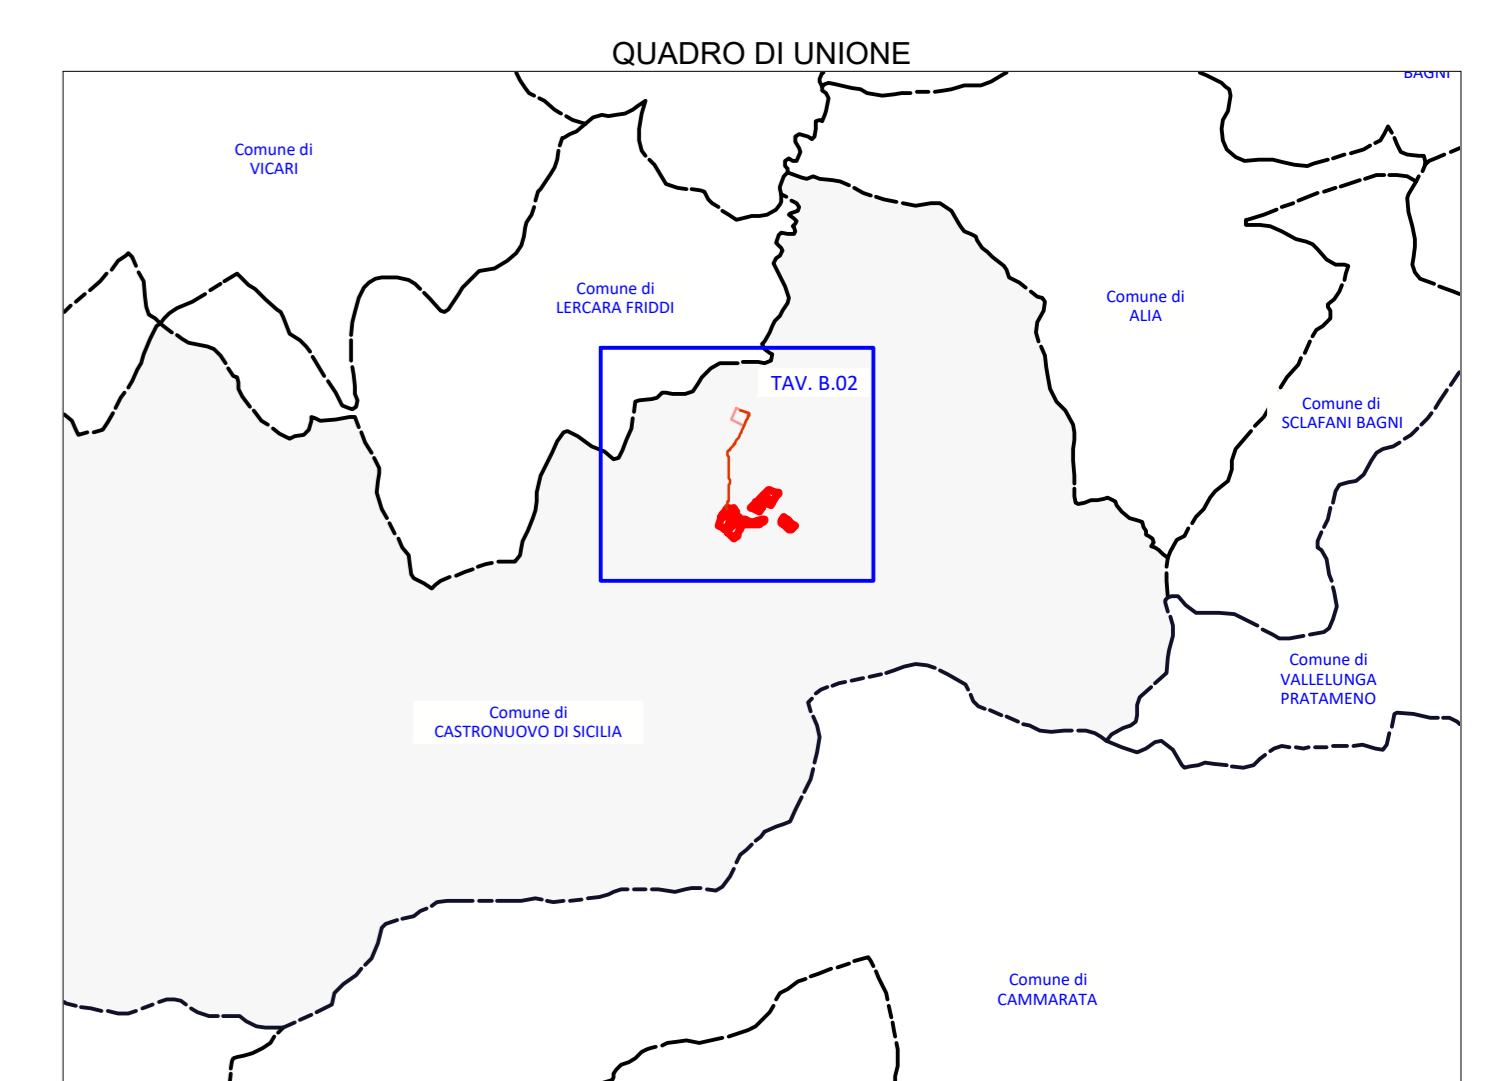 QUADRO DI UNIONE
BAGNI
Comune di
VICARI
Comune di
LERCARA FRIDDI
Comune di
ALIA
TAV. B.02
Comune di
SCLAFANI BAGNI
Comune di
VALLELUNGA
PRATAMENO
Comune di
CASTRONUOVO DI SICILIA
Comune di
CAMMARATA